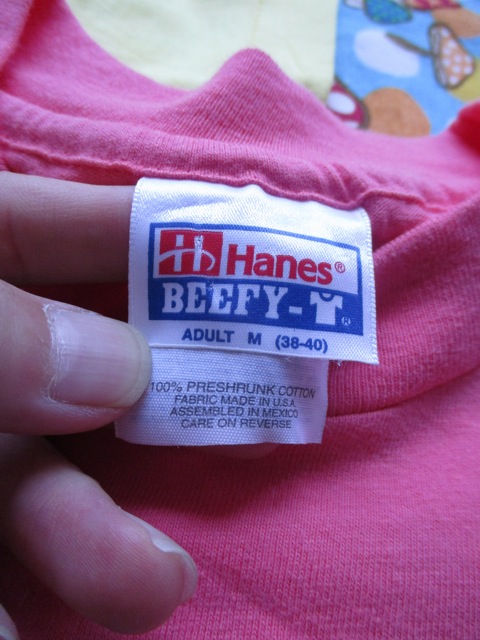 Hanes®
BEEFY-T®
ADULT M (38-40)
100% PRESHRUNK COTTON
FABRIC MADE IN U.S.A
ASSEMBLED IN MEXICO
CARE ON REVERSE